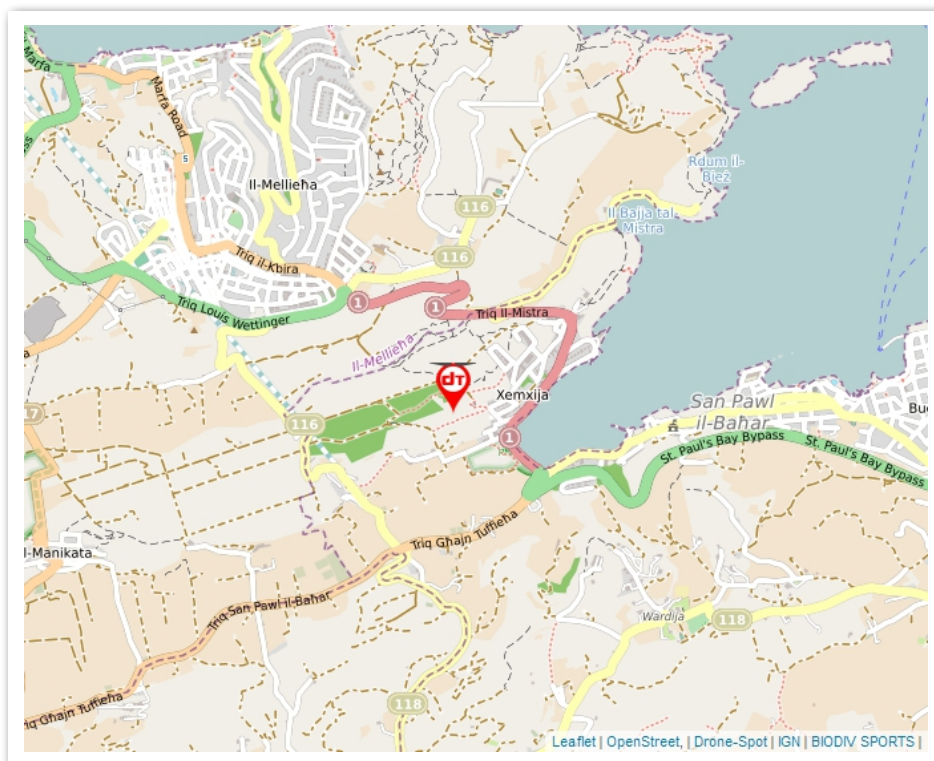 Marfa
Marfa Road
5
Il-Mellieħa
Rdum il-
Bież
Il Bajja tal
Mistra
116
116
Triq il-Kbira
1
1
Triq Il-Mistra
Triq Louis Wettinger
Il-Mellieħa
dT
Xemxija
San Pawl
il-Baħar
17
116
1
St. Paul's Bay Bypass
St. Paul's Bay Bypass
Triq Għajn Tuffieħa
l-Manikata
Triq San Pawl il-Baħar
Wardija
118
118
riq Għajn Tuffieħa
Leaflet | OpenStreet, | Drone-Spot | IGN | BIODIV SPORTS |